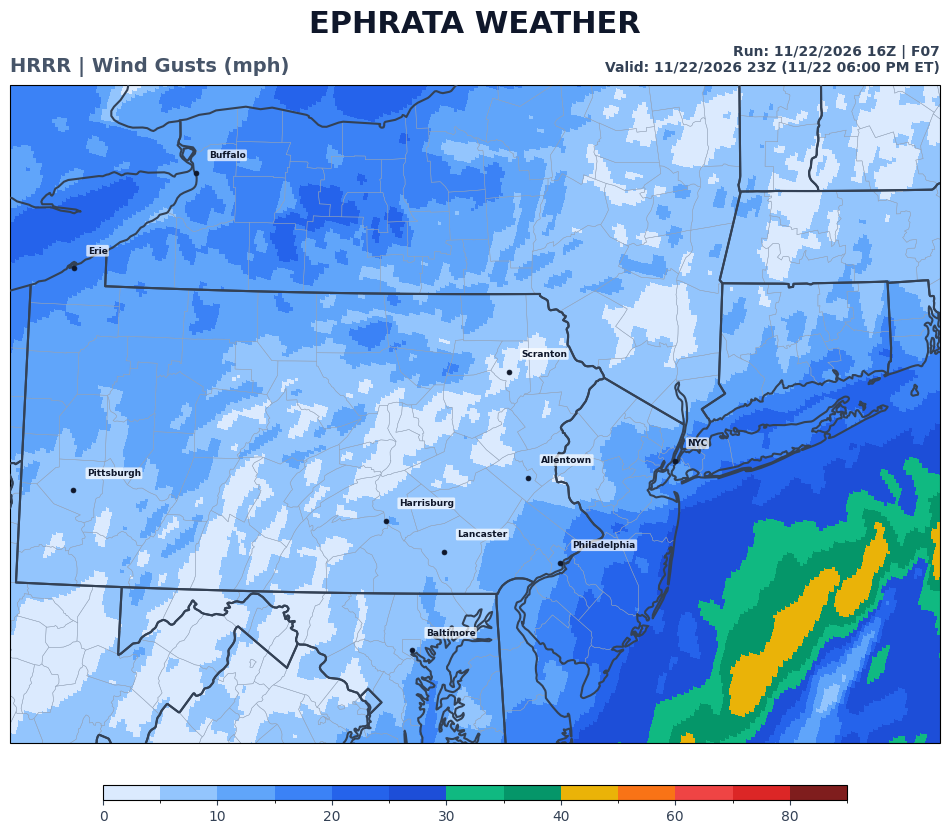 EPHRATA WEATHER
HRRR | Wind Gusts (mph)
Run: 11/22/2026 16Z | F07
Valid: 11/22/2026 23Z (11/22 06:00 PM ET)
Buffalo
Erie
Scranton
NYC
Allentown
Pittsburgh
Harrisburg
Lancaster
Philadelphia
Baltimore
0 10 20 30 40 50 60 70 80